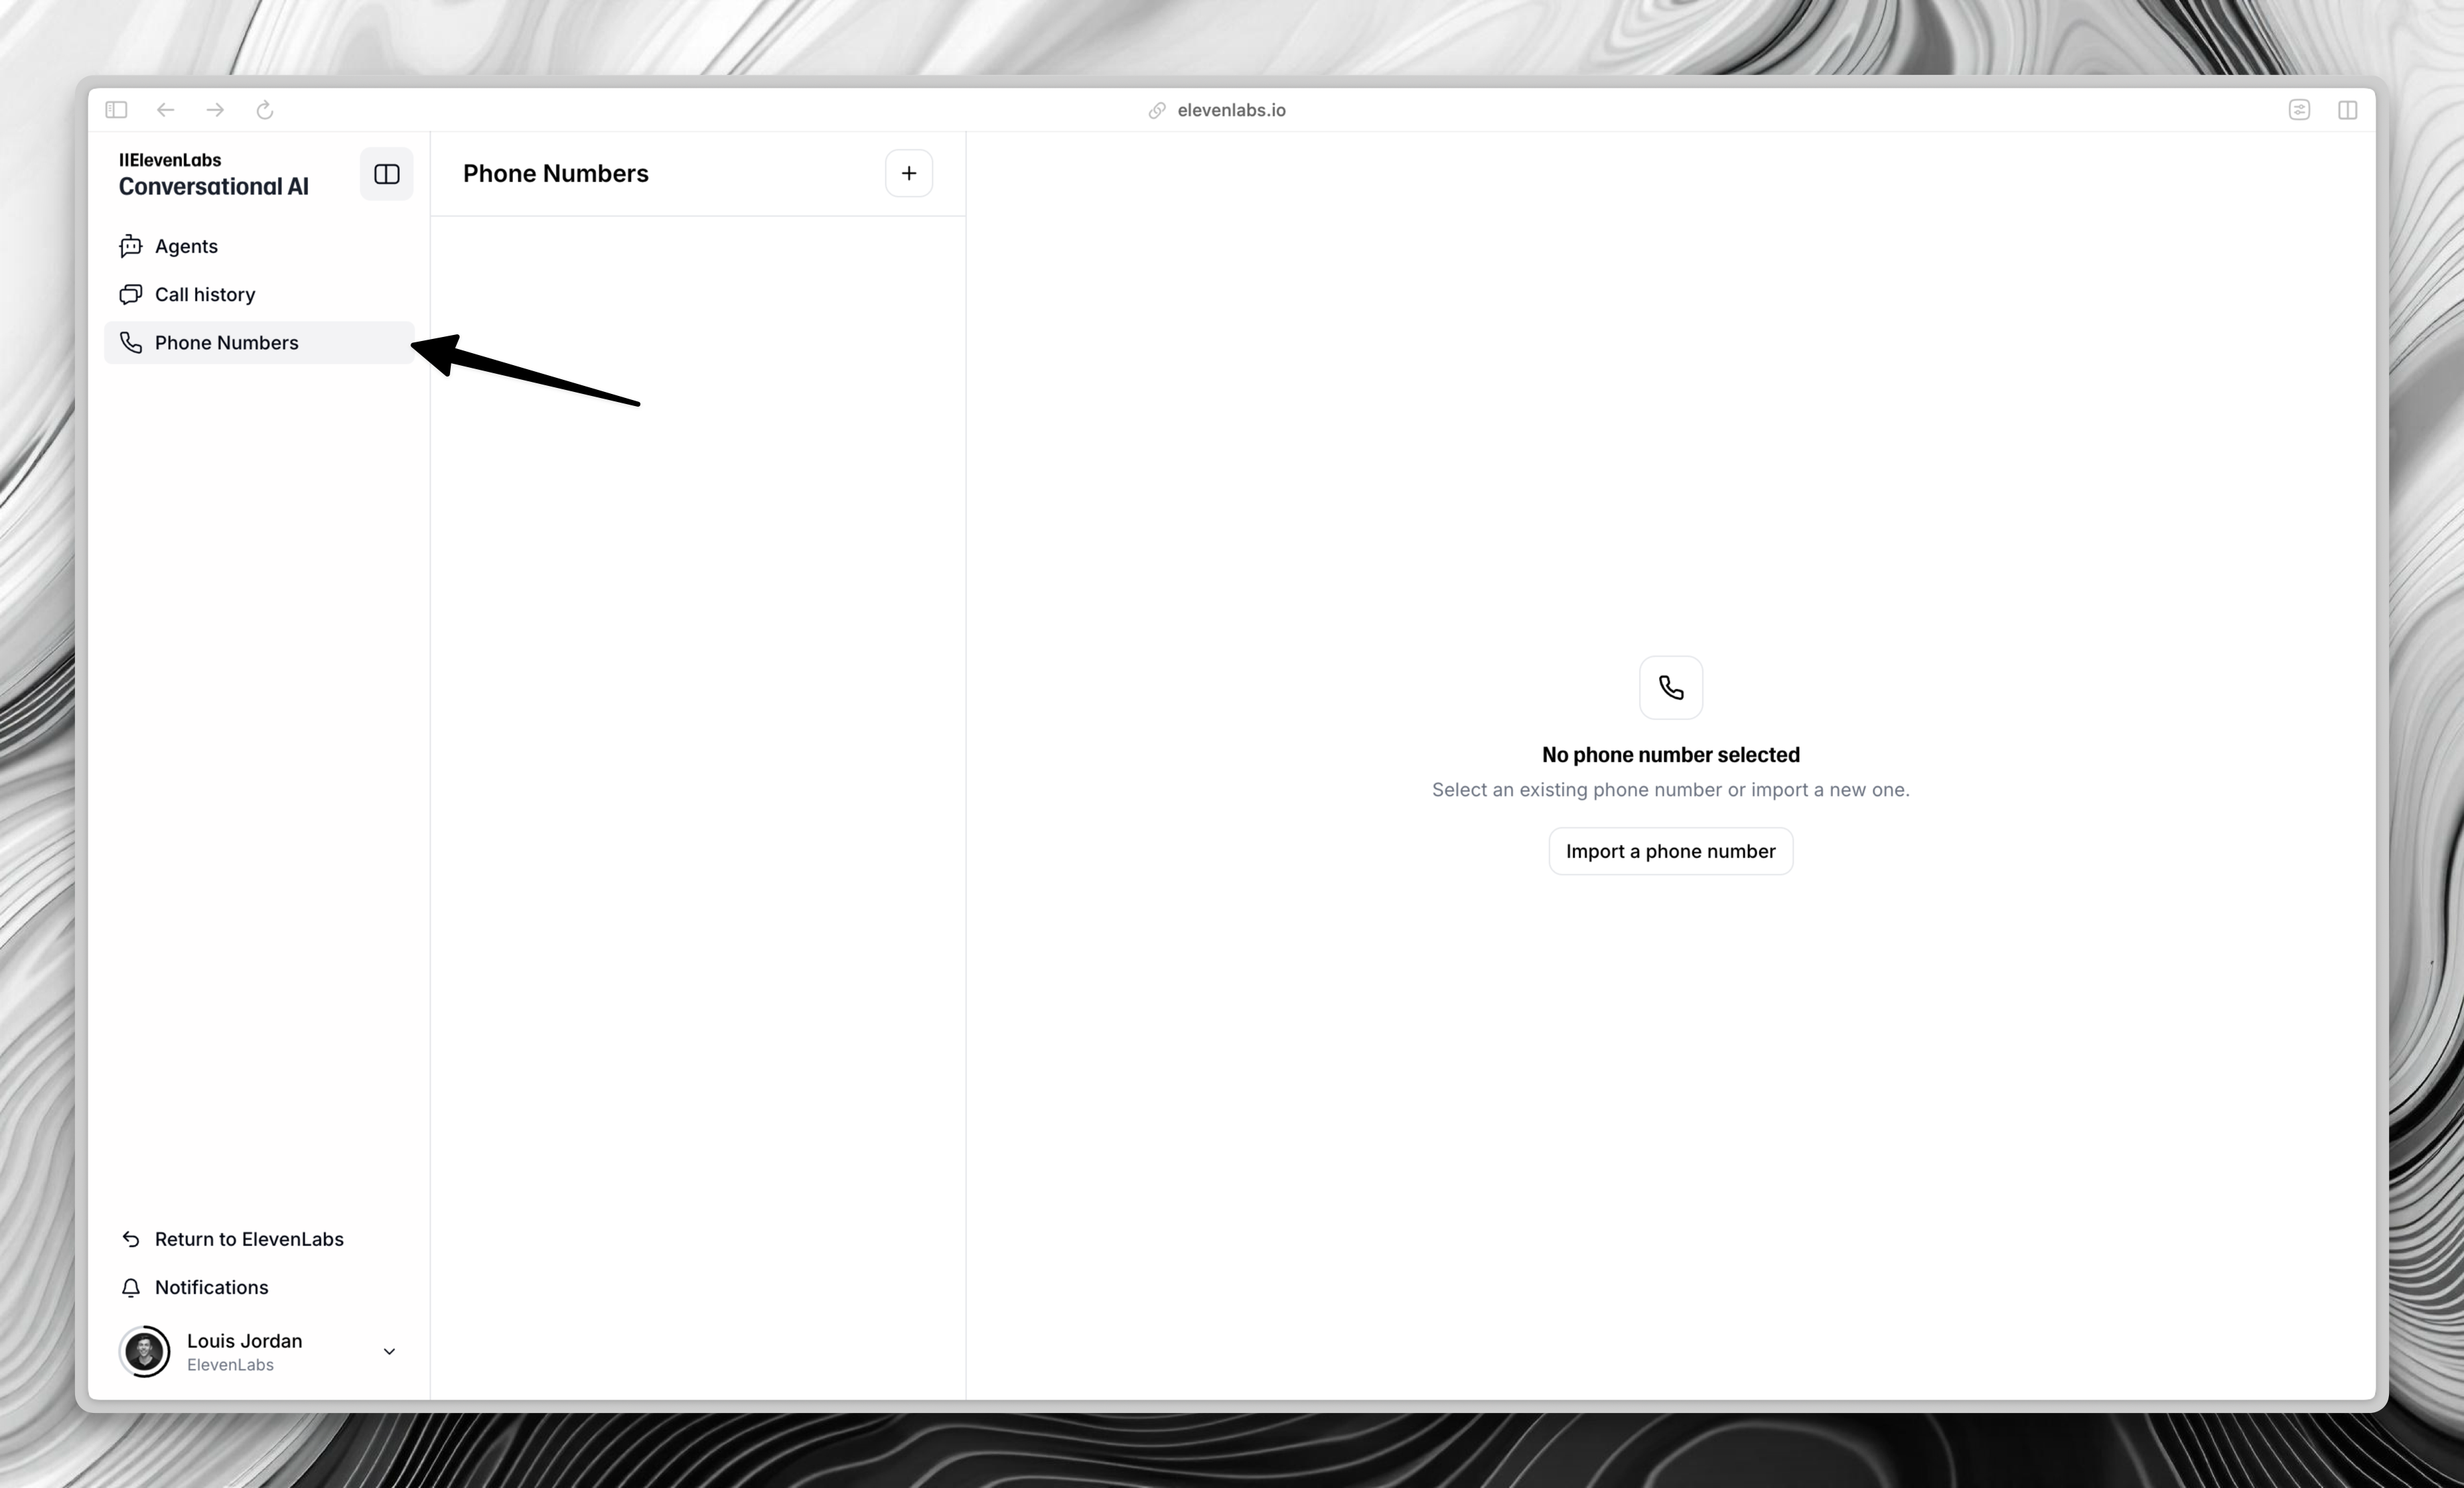 elevenlabs.io
IIElevenLabs
Conversational AI
Agents
Call history
Phone Numbers
Return to ElevenLabs
Notifications
Louis Jordan
ElevenLabs
Phone Numbers
No phone number selected
Select an existing phone number or import a new one.
Import a phone number